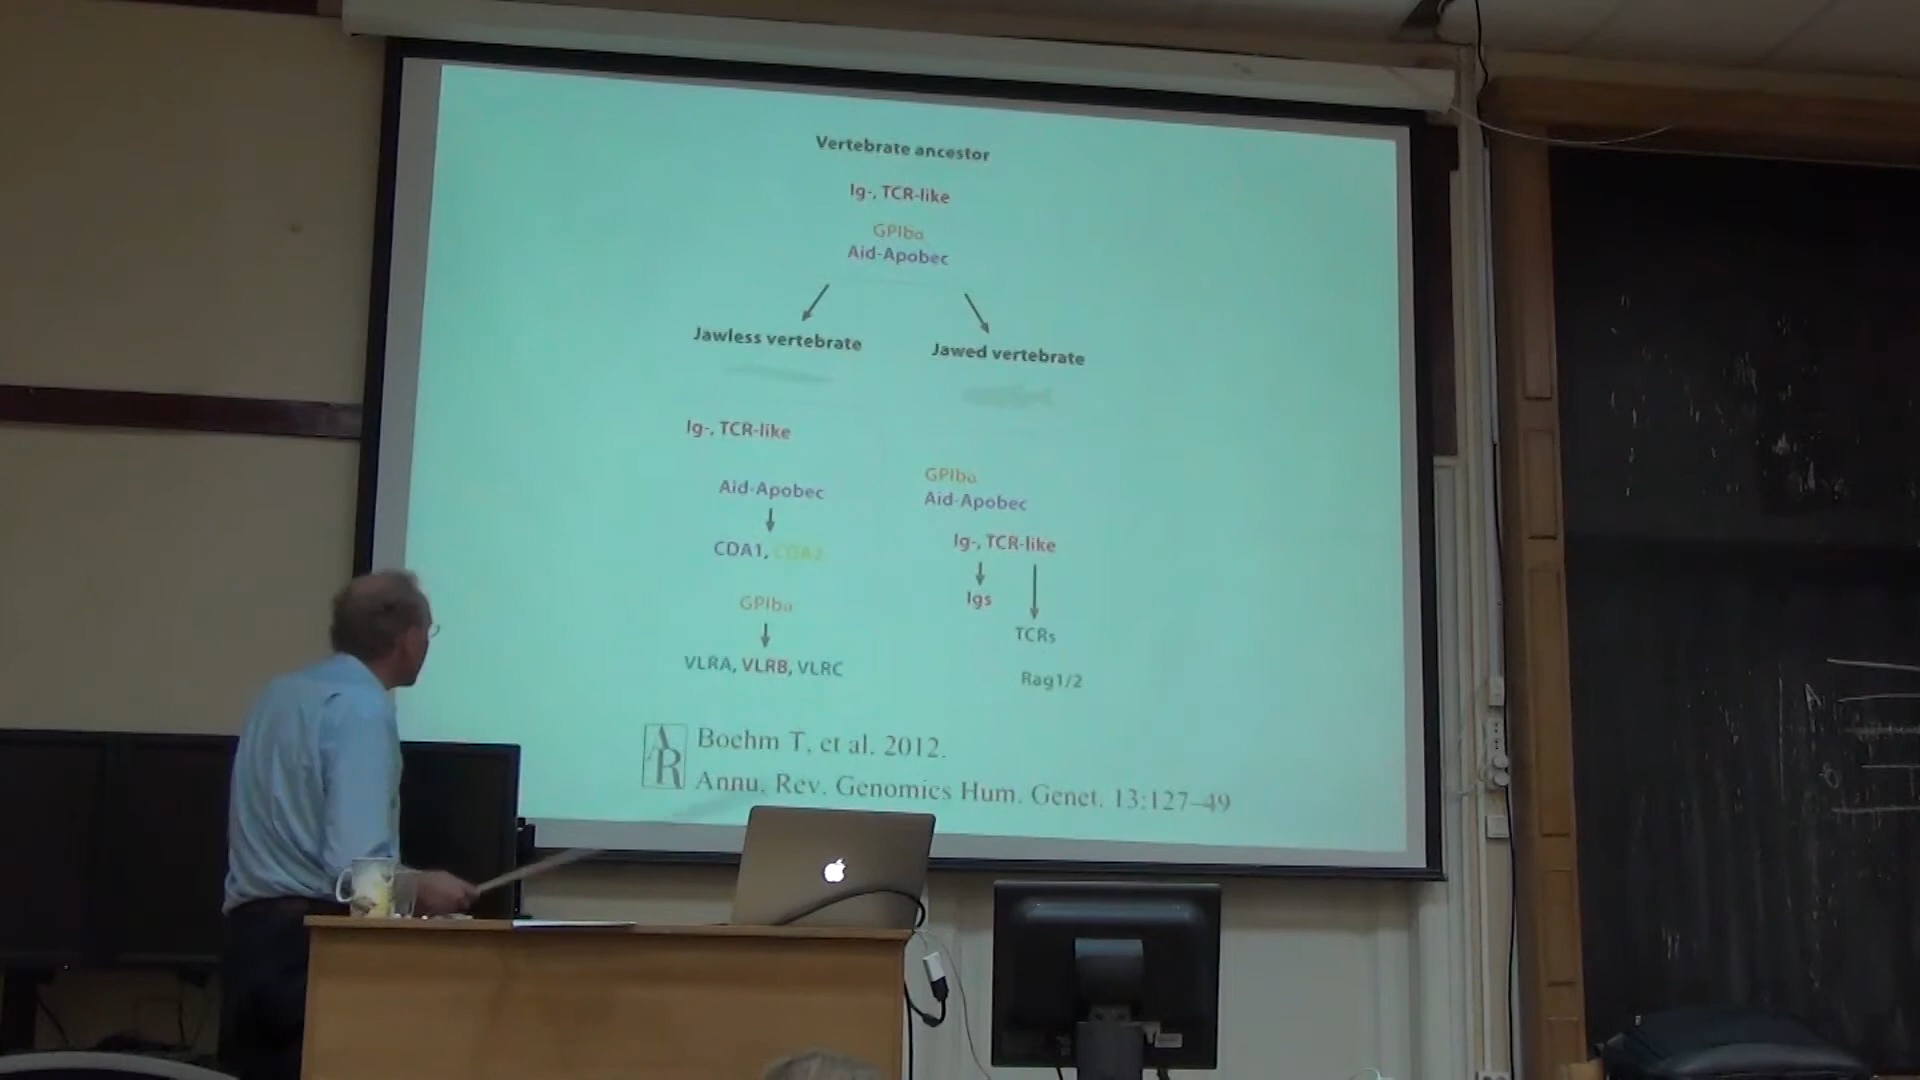 Vertebrate ancestor
Ig-, TCR-like
GPIbα
Aid-Apobec
Jawless vertebrate
Jawed vertebrate
Ig-, TCR-like
Aid-Apobec
CDA1, CDA2
GPIbα
VLRA, VLRB, VLRC
GPIbα
Aid-Apobec
Ig-, TCR-like
Igs
TCRs
Rag1/2
AR
Boehm T, et al. 2012.
Annu. Rev. Genomics Hum. Genet. 13:127–49